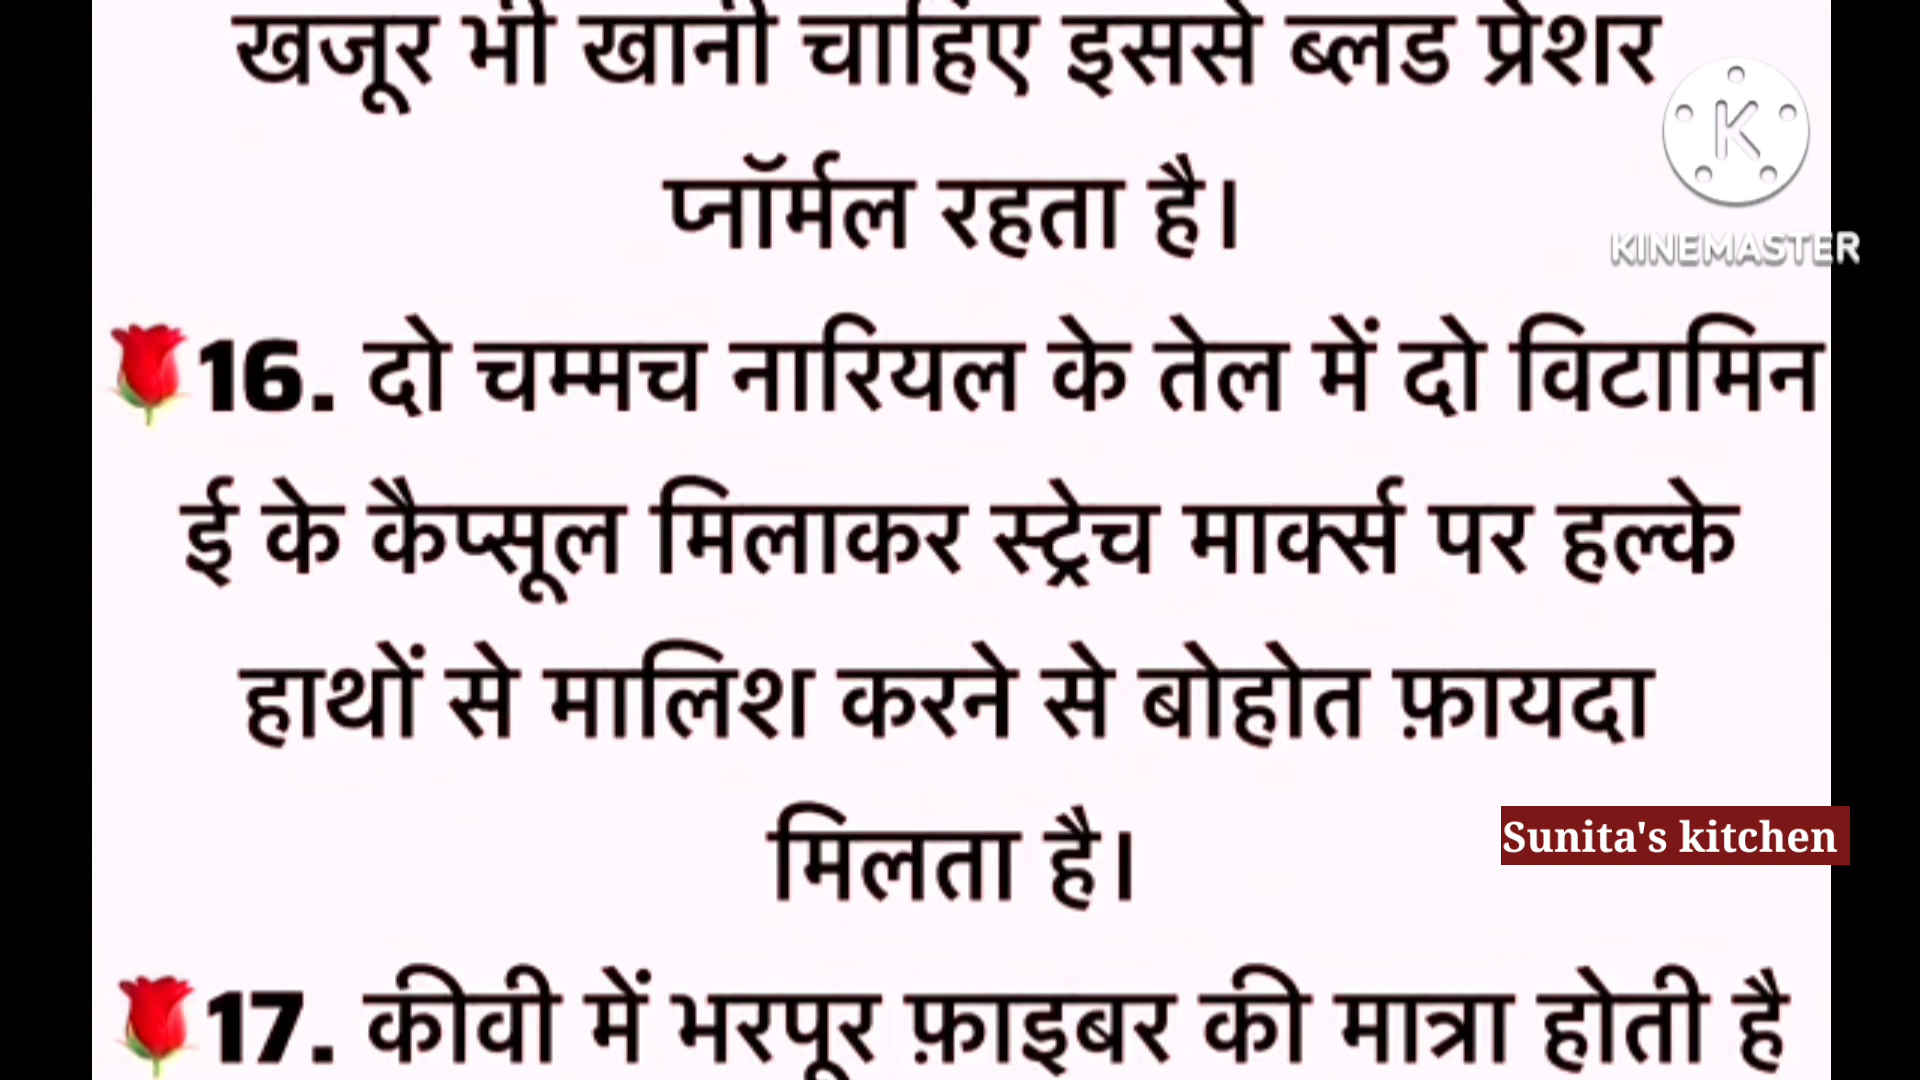 खजूर भी खानी चाहिए इससे ब्लड प्रेशर
प्नॉर्मल रहता है।
KINEMASTER
🌹16. दो चम्मच नारियल के तेल में दो विटामिन
ई के कैप्सूल मिलाकर स्ट्रेच मार्क्स पर हल्के
हाथों से मालिश करने से बोहोत फ़ायदा
मिलता है।
Sunita's kitchen
🌹17. कीवी में भरपूर फ़ाइबर की मात्रा होती है